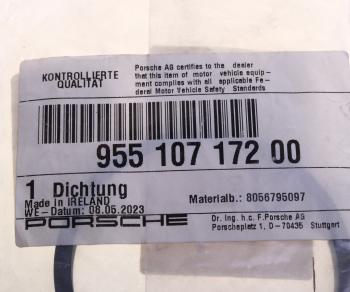 KONTROLLIERTE
QUALITÄT
Porsche AG certifies to the dealer
that this item of motor vehicle equip-
ment complies with all applicable Fe-
deral Motor Vehicle Safety Standards
955 107 172 00
1 Dichtung
Made in IRELAND
WE-Datum: 08.05.2023
Materialb.: 8056795097
PORSCHE
Dr. Ing. h.c. F.Porsche AG
Porscheplatz 1, D-70435 Stuttgart